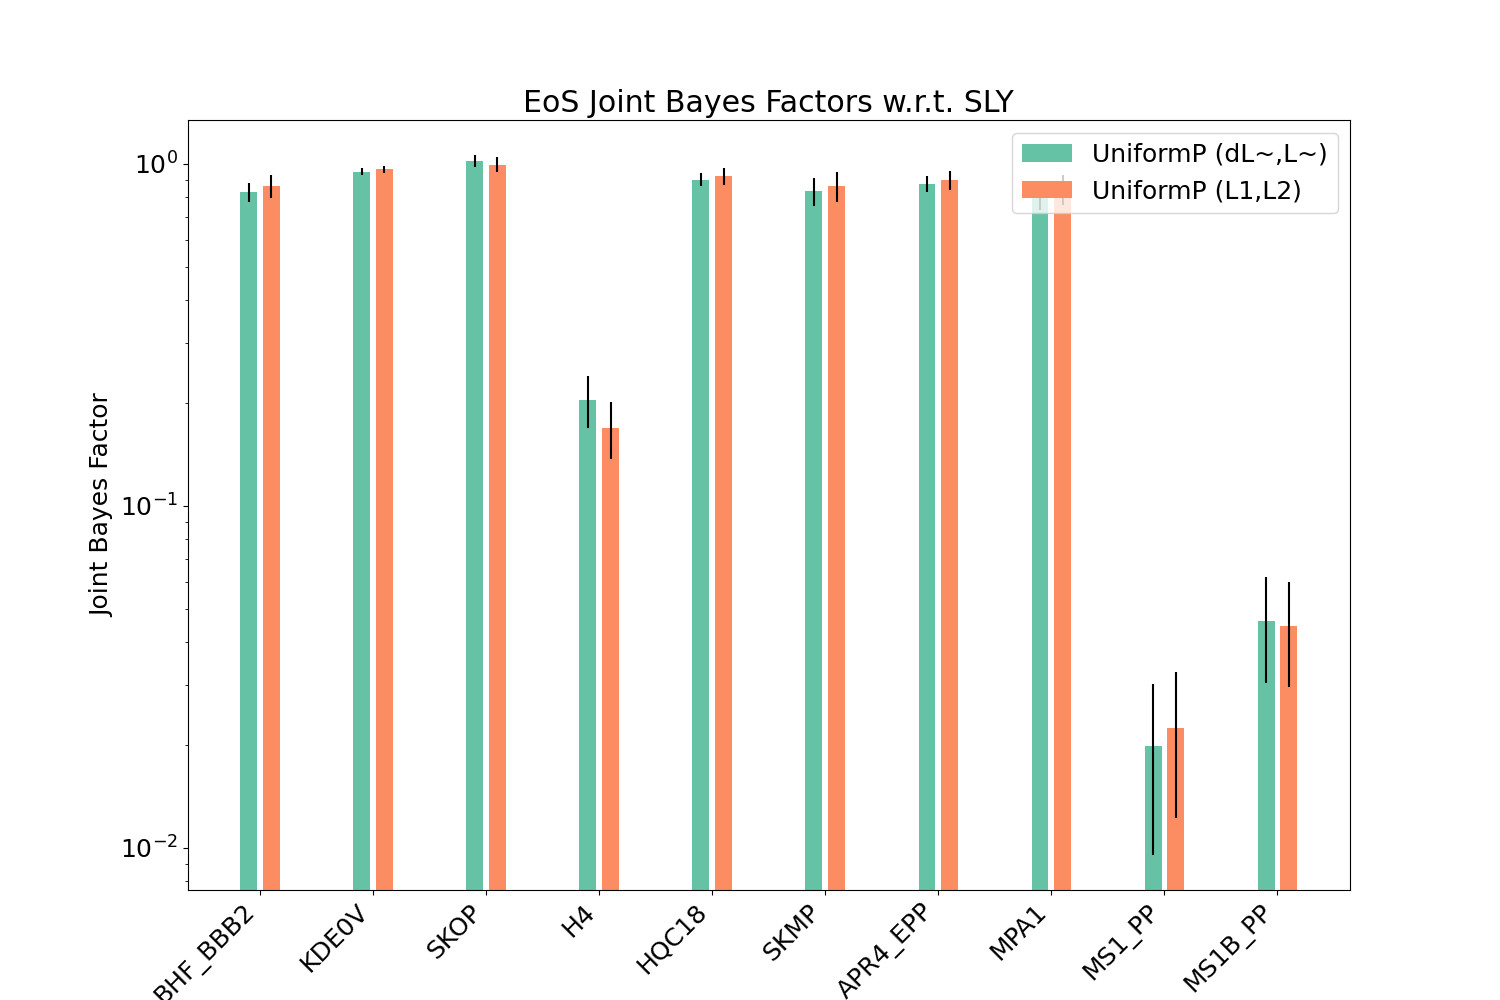 EoS Joint Bayes Factors w.r.t. SLY
UniformP (dL~,L~)
UniformP (L1,L2)
Joint Bayes Factor
10⁰
10⁻¹
10⁻²
BHF_BBB2
KDE0V
SKOP
H4
HQC18
SKMP
APR4_EPP
MPA1
MS1_PP
MS1B_PP